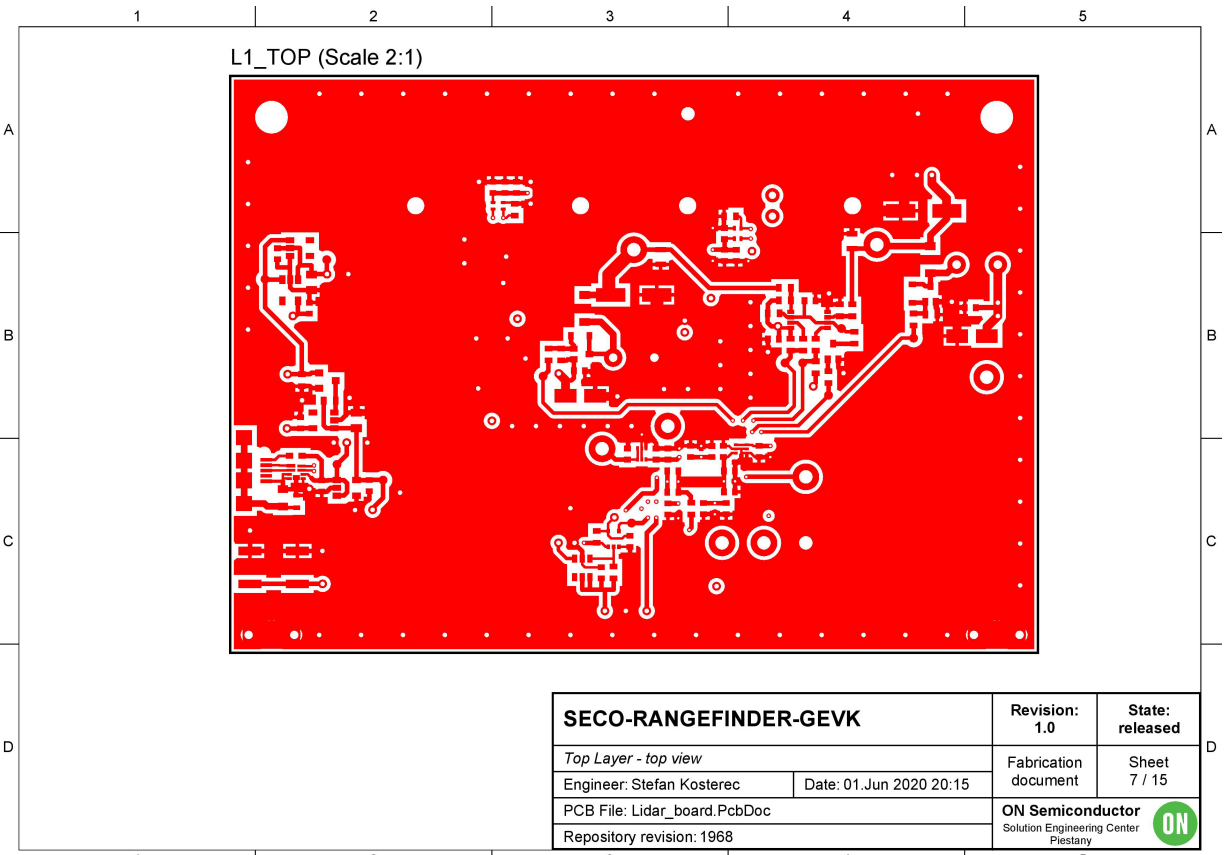 1 2 3 4 5
L1_TOP (Scale 2:1)
A A
B B
C C
D D
SECO-RANGEFINDER-GEVK
Revision:
1.0
State:
released
Top Layer - top view
Fabrication
document
Sheet
7 / 15
Engineer: Stefan Kosterec
Date: 01.Jun 2020 20:15
PCB File: Lidar_board.PcbDoc
Repository revision: 1968
ON Semiconductor
Solution Engineering Center
Piestany
ON